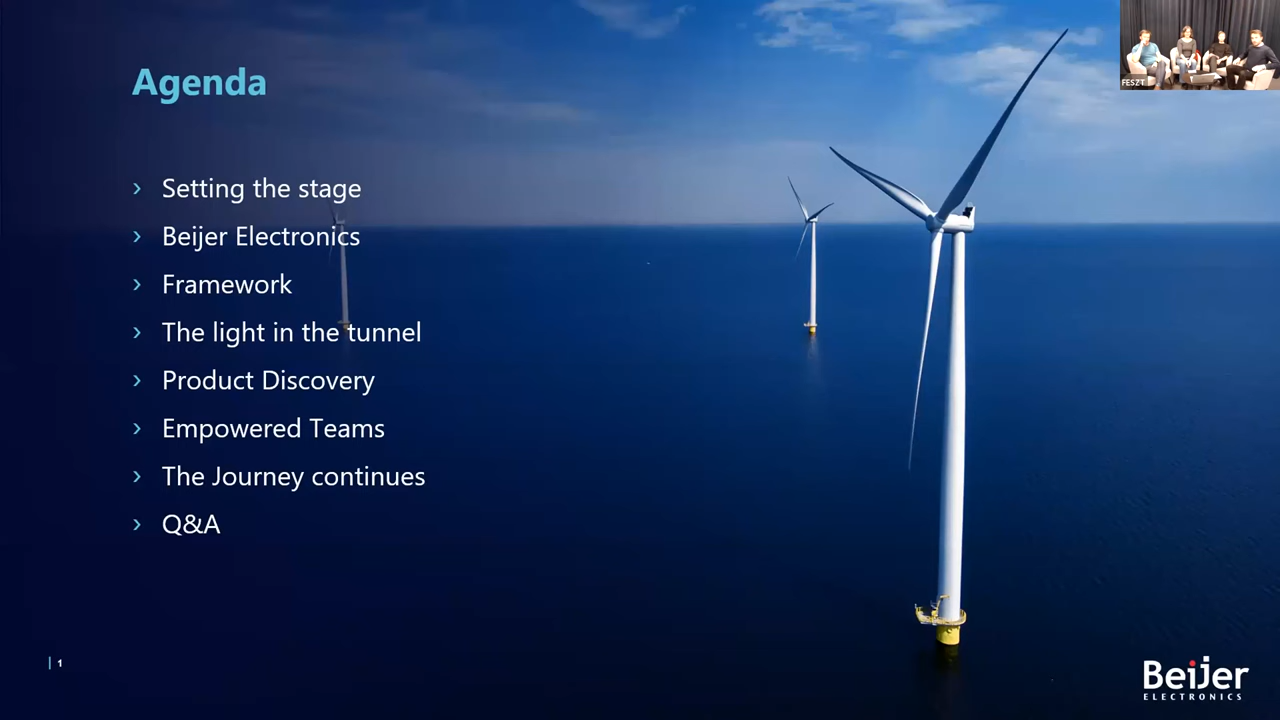 Agenda
FESZT
› Setting the stage
› Beijer Electronics
› Framework
› The light in the tunnel
› Product Discovery
› Empowered Teams
› The Journey continues
› Q&A
1
Beijer
ELECTRONICS